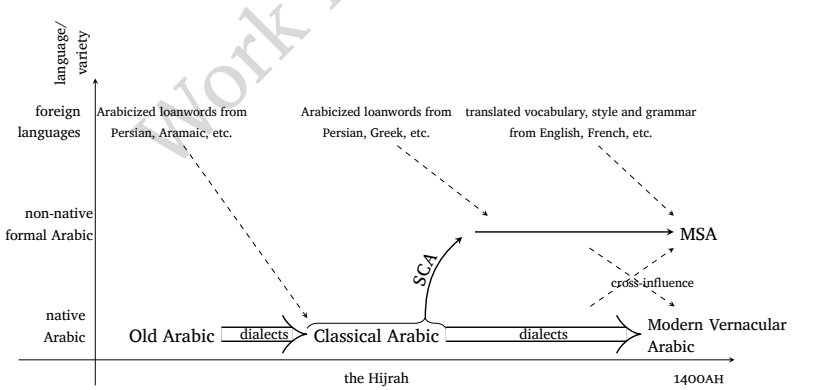 language/
variety
Work
foreign
languages
Arabicized loanwords from
Persian, Aramaic, etc.
Arabicized loanwords from
Persian, Greek, etc.
translated vocabulary, style and grammar
from English, French, etc.
non-native
formal Arabic
MSA
SCA
cross-influence
native
Arabic
Old Arabic
dialects
Classical Arabic
dialects
Modern Vernacular
Arabic
the Hijrah
1400AH